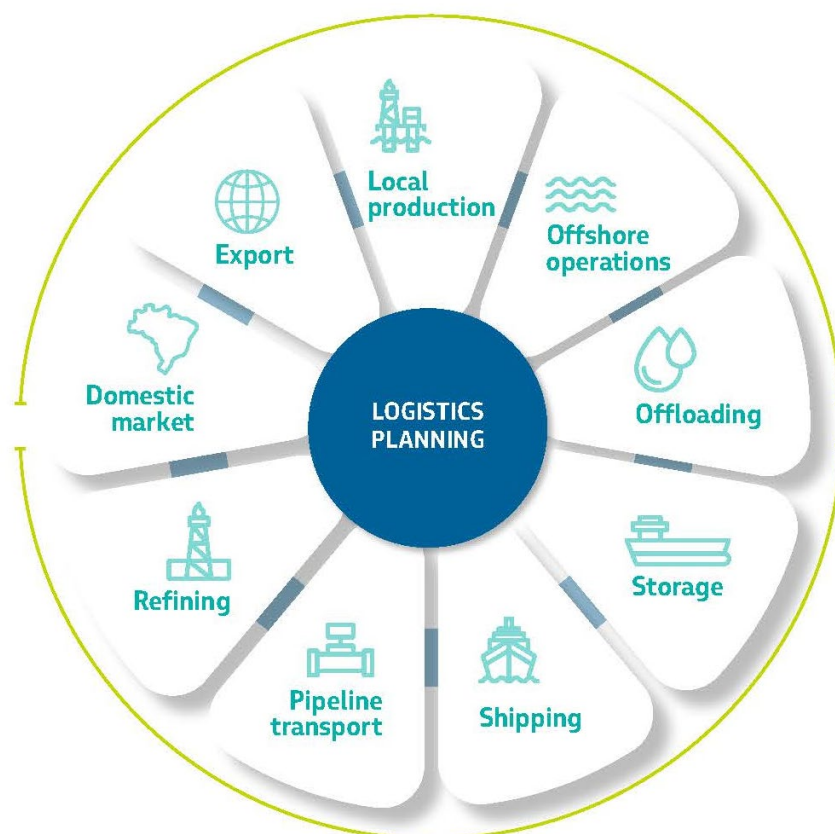 Local
production
Offshore
operations
Offloading
Storage
Shipping
Pipeline
transport
Refining
Domestic
market
Export
LOGISTICS
PLANNING